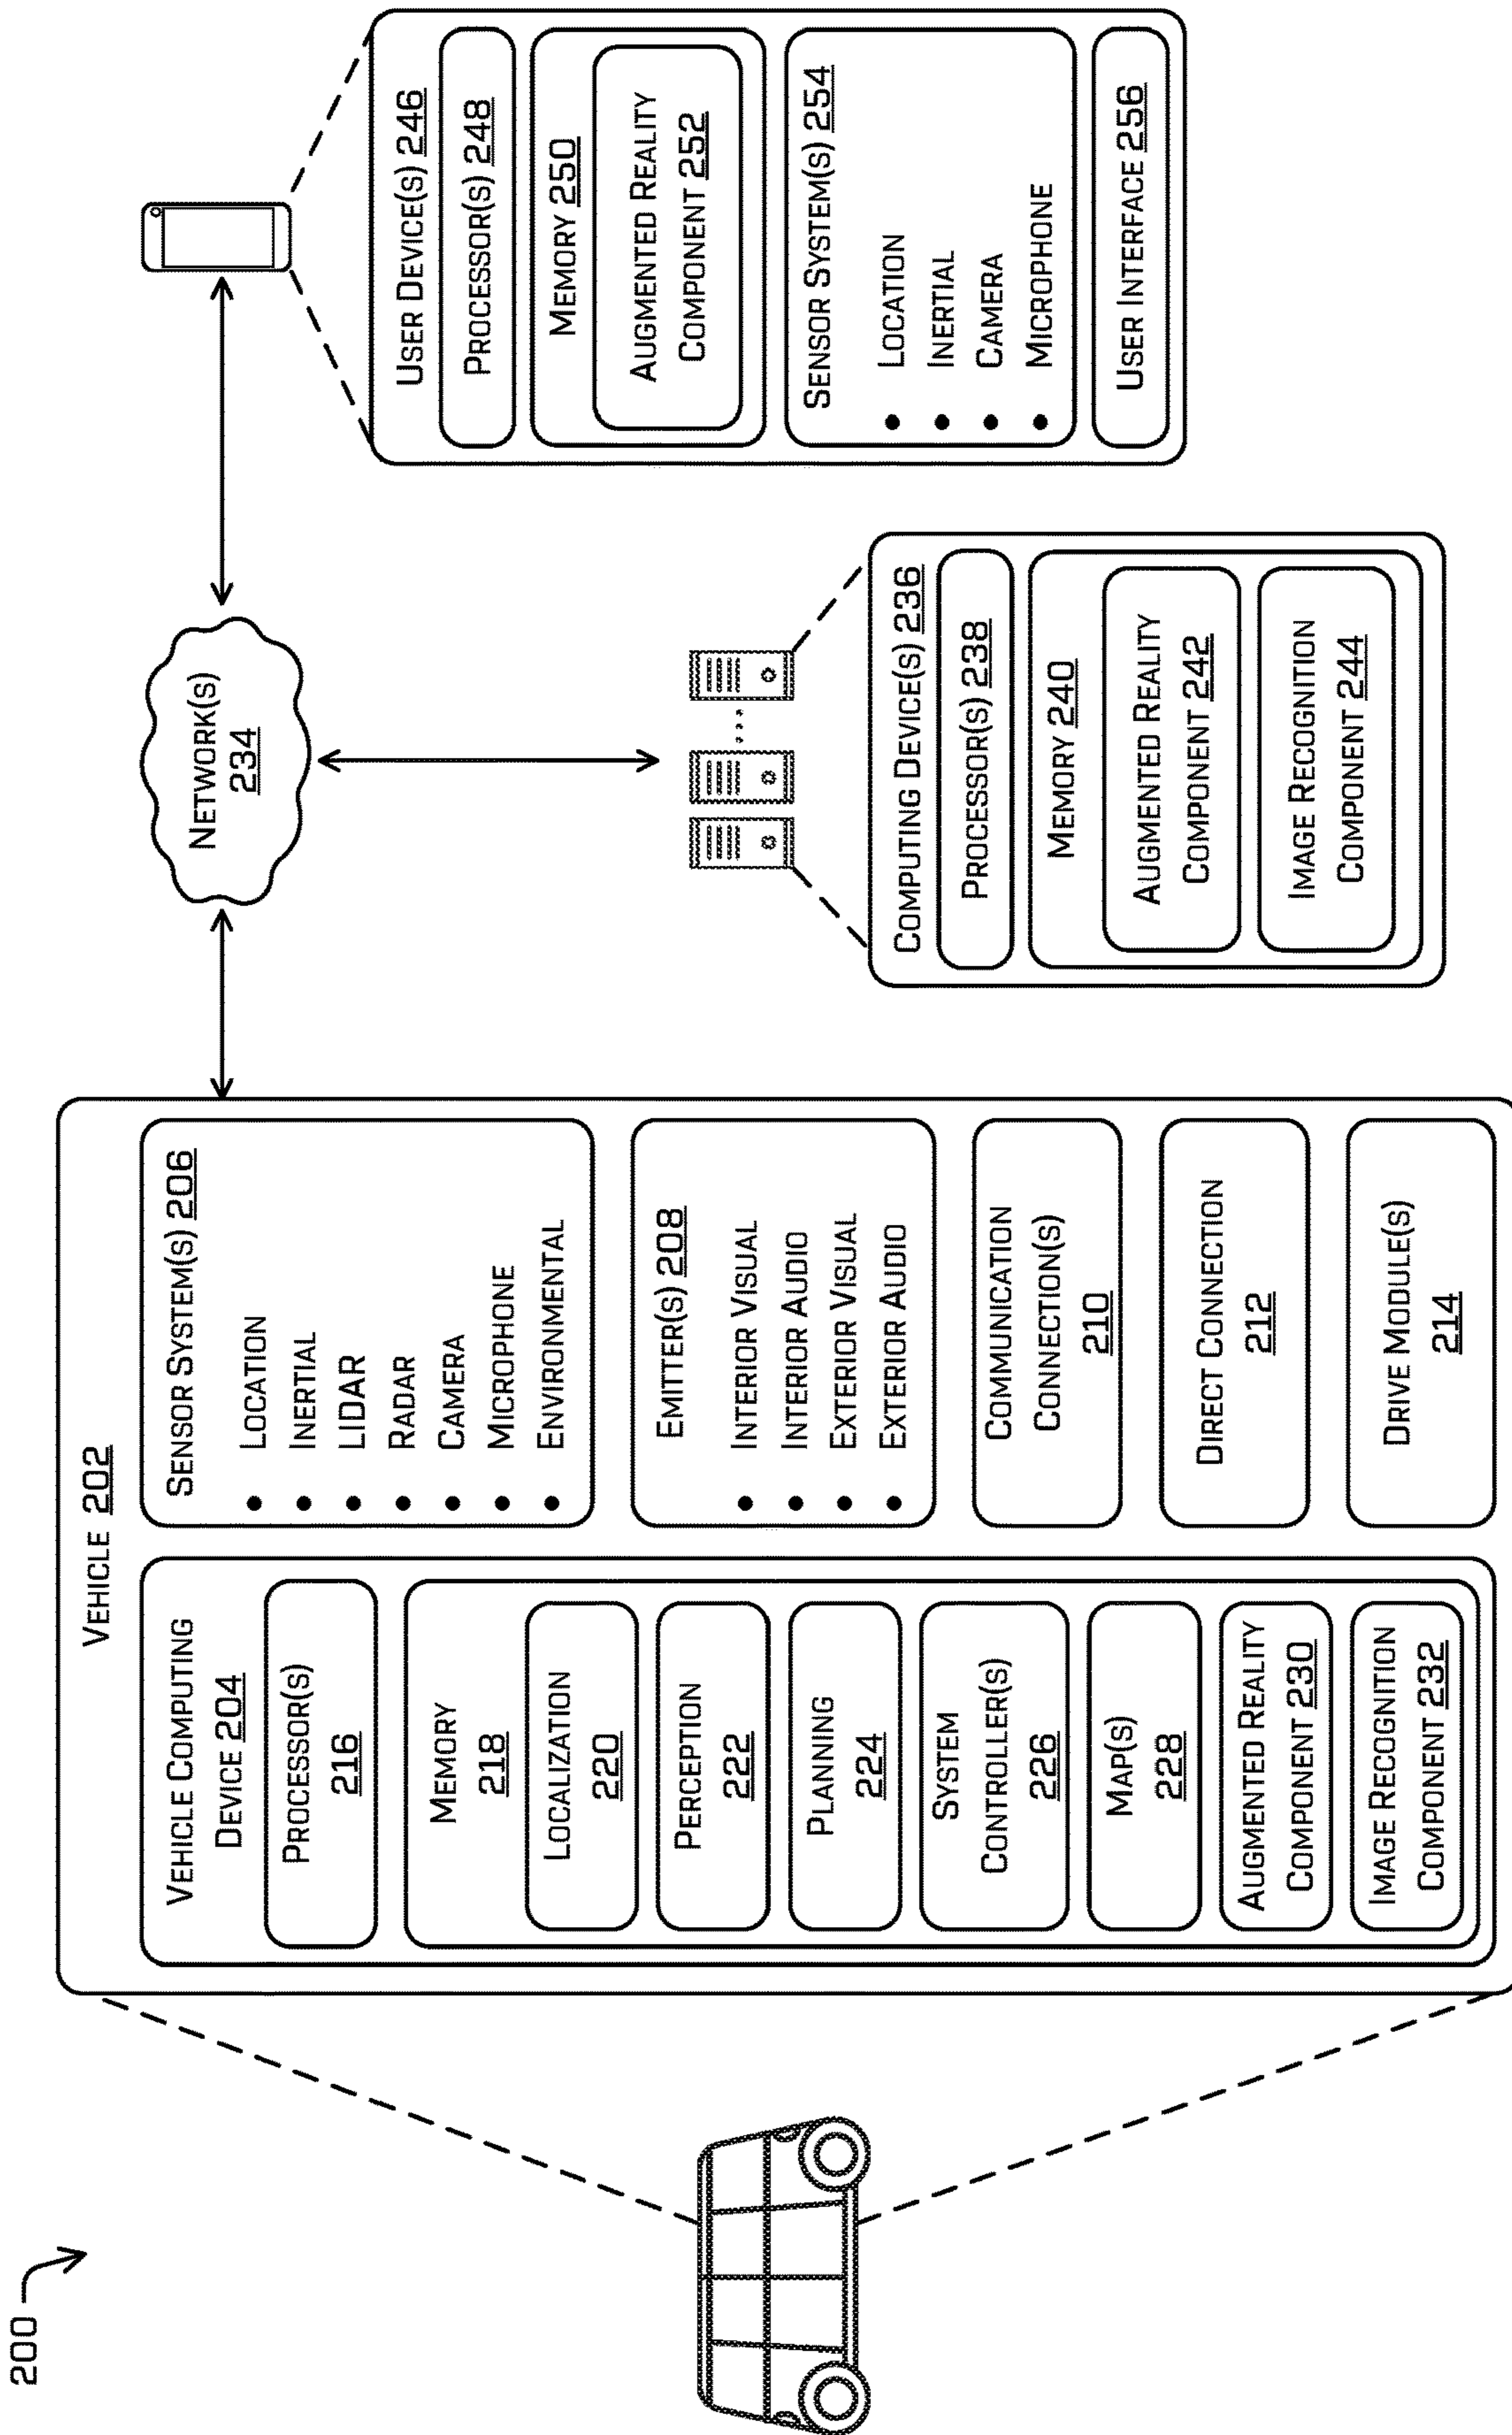 200
VEHICLE 202
VEHICLE COMPUTING
DEVICE 204
PROCESSOR(S)
216
MEMORY
218
LOCALIZATION
220
PERCEPTION
222
PLANNING
224
SYSTEM
CONTROLLER(S)
226
MAP(S)
228
AUGMENTED REALITY
COMPONENT 230
IMAGE RECOGNITION
COMPONENT 232
SENSOR SYSTEM(S) 206
• LOCATION
• INERTIAL
• LIDAR
• RADAR
• CAMERA
• MICROPHONE
• ENVIRONMENTAL
EMITTER(S) 208
• INTERIOR VISUAL
• INTERIOR AUDIO
• EXTERIOR VISUAL
• EXTERIOR AUDIO
COMMUNICATION
CONNECTION(S)
210
DIRECT CONNECTION
212
DRIVE MODULE(S)
214
NETWORK(S)
234
COMPUTING DEVICE(S) 236
PROCESSOR(S) 238
MEMORY 240
AUGMENTED REALITY
COMPONENT 242
IMAGE RECOGNITION
COMPONENT 244
USER DEVICE(S) 246
PROCESSOR(S) 248
MEMORY 250
AUGMENTED REALITY
COMPONENT 252
SENSOR SYSTEM(S) 254
• LOCATION
• INERTIAL
• CAMERA
• MICROPHONE
USER INTERFACE 256